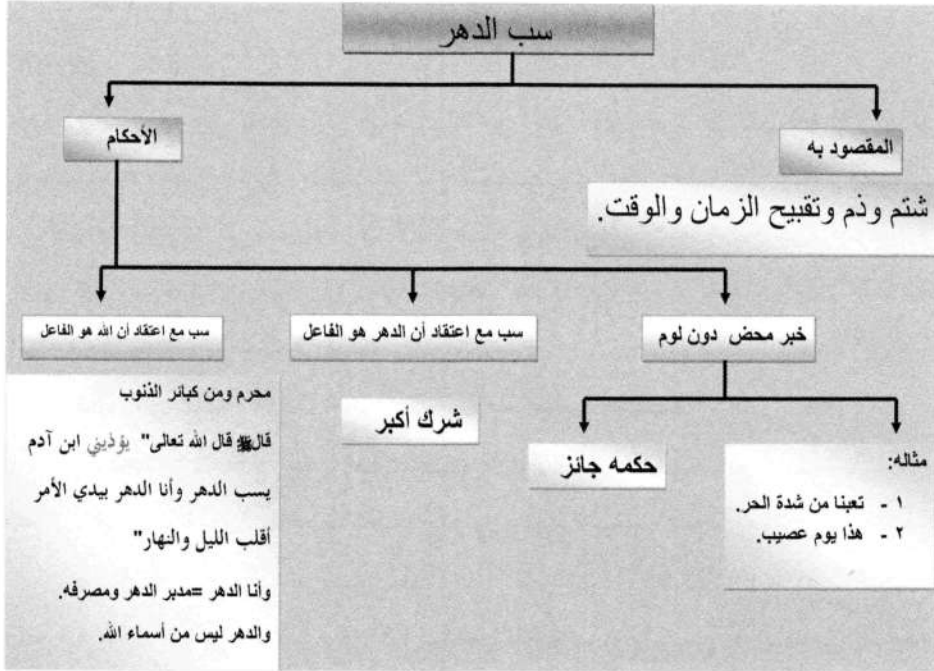 سب الدهر
المقصود به
شتم وذم وتقبيح الزمان والوقت.
الأحكام
خبر محض دون لوم
مثاله:
١ - تعبنا من شدة الحر.
٢ - هذا يوم عصيب.
حكمه جائز
سب مع اعتقاد أن الدهر هو الفاعل
شرك أكبر
سب مع اعتقاد أن الله هو الفاعل
محرم ومن كبائر الذنوب
قال ﷺ قال الله تعالى" يؤذيني ابن آدم
يسب الدهر وأنا الدهر بيدي الأمر
أقلب الليل والنهار"
وأنا الدهر =مدبر الدهر ومصرفه.
والدهر ليس من أسماء الله.